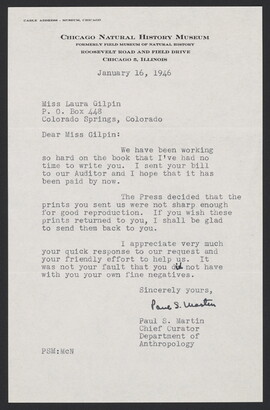 CABLE ADDRESS - MUSEUM, CHICAGO
CHICAGO NATURAL HISTORY MUSEUM
FORMERLY FIELD MUSEUM OF NATURAL HISTORY
ROOSEVELT ROAD AND FIELD DRIVE
CHICAGO 5, ILLINOIS
January 16, 1946
Miss Laura Gilpin
P. O. Box 448
Colorado Springs, Colorado
Dear Miss Gilpin:
We have been working
so hard on the book that I've had no
time to write you. I sent your bill
to our Auditor and I hope that it has
been paid by now.
The Press decided that the
prints you sent us were not sharp enough
for good reproduction. If you wish these
prints returned to you, I shall be glad
to send them back to you.
I appreciate very much
your quick response to our request and
your friendly effort to help us. It
was not your fault that you did not have
with you your own fine negatives.
Sincerely yours,
Paul S. Martin
Paul S. Martin
Chief Curator
Department of
Anthropology
PSM:McN